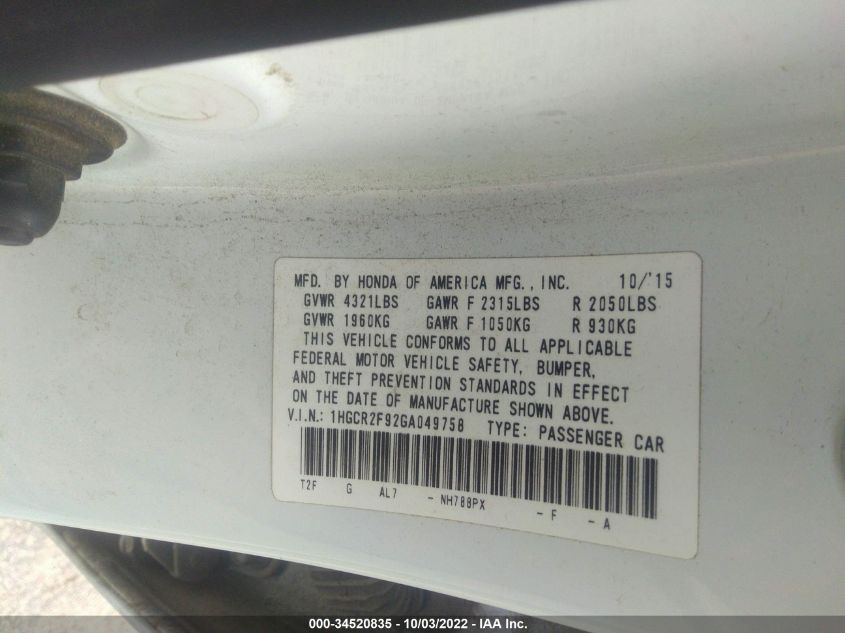 MFD. BY HONDA OF AMERICA MFG., INC. 10/'15
GVWR 4321LBS GAWR F 2315LBS R 2050LBS
GVWR 1960KG GAWR F 1050KG R 930KG
THIS VEHICLE CONFORMS TO ALL APPLICABLE
FEDERAL MOTOR VEHICLE SAFETY, BUMPER,
AND THEFT PREVENTION STANDARDS IN EFFECT
ON THE DATE OF MANUFACTURE SHOWN ABOVE.
V.I.N.: 1HGCR2F92GA049758 TYPE: PASSENGER CAR
T2F G AL7 - NH788PX - F - A
000-34520835 - 10/03/2022 - IAA Inc.